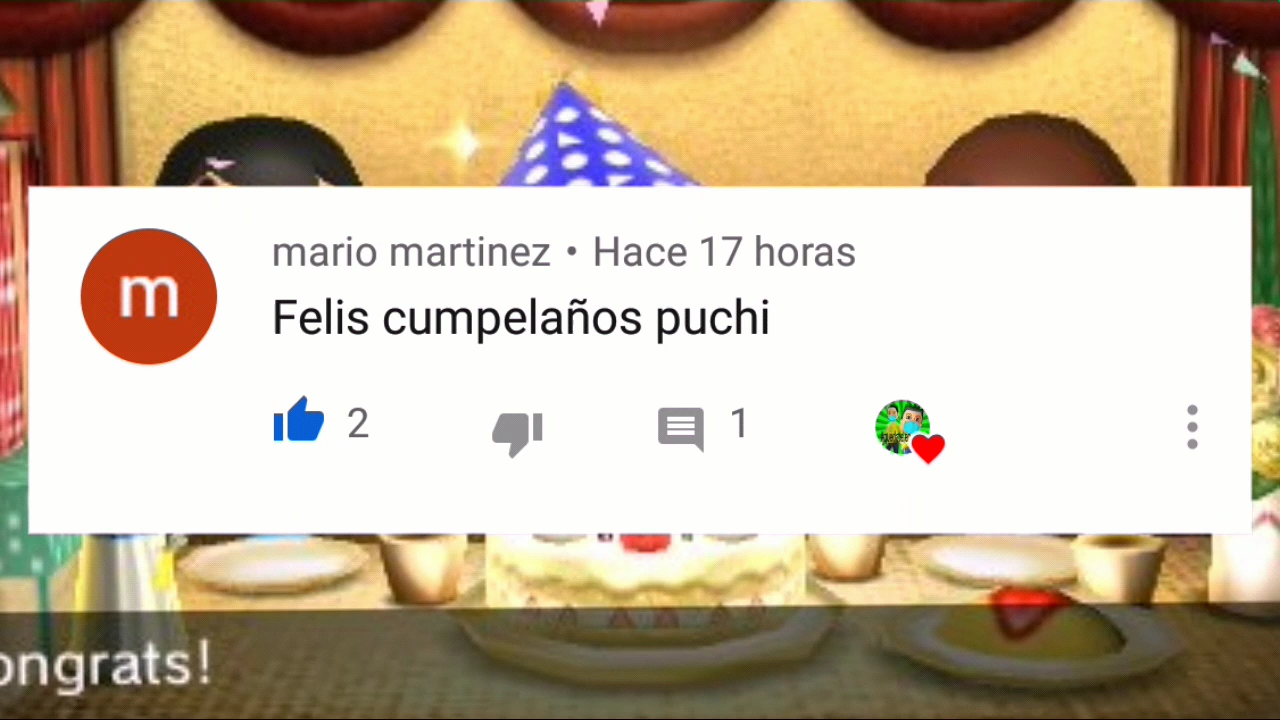 m
mario martinez • Hace 17 horas
Felis cumpelaños puchi
2
1
ongrats!